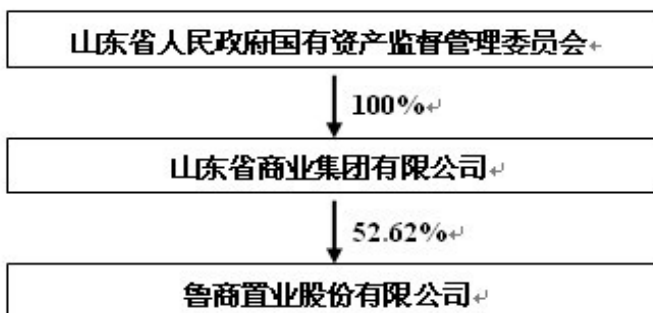 山东省人民政府国有资产监督管理委员会
100%
山东省商业集团有限公司
52.62%
鲁商置业股份有限公司